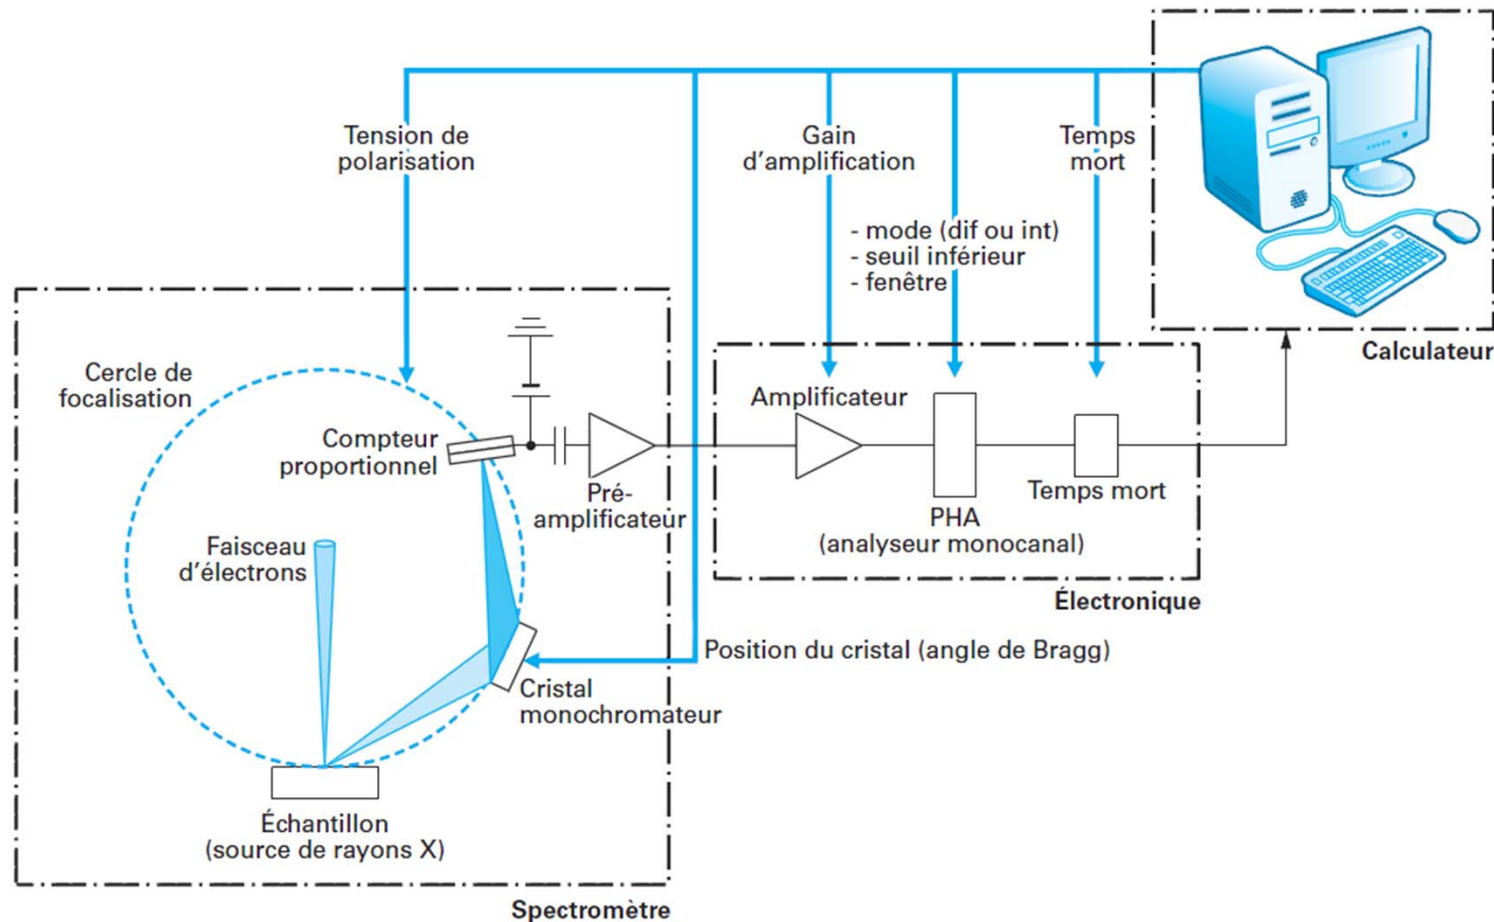 Tension de
polarisation
Gain
d'amplification
Temps
mort
- mode (dif ou int)
- seuil inférieur
- fenêtre
Calculateur
Cercle de
focalisation
Compteur
proportionnel
Pré-
amplificateur
Amplificateur
PHA
(analyseur monocanal)
Temps mort
Électronique
Faisceau
d'électrons
Position du cristal (angle de Bragg)
Cristal
monochromateur
Échantillon
(source de rayons X)
Spectromètre